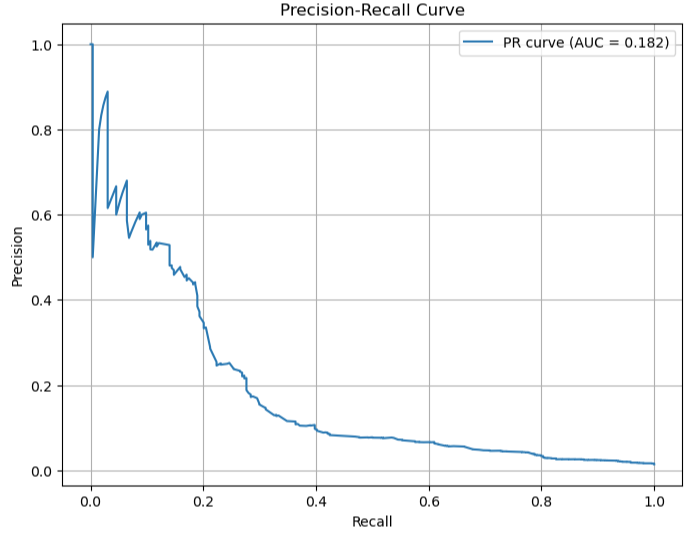 Precision-Recall Curve
PR curve (AUC = 0.182)
1.0
0.8
0.6
0.4
0.2
0.0
Precision
0.0 0.2 0.4 0.6 0.8 1.0
Recall